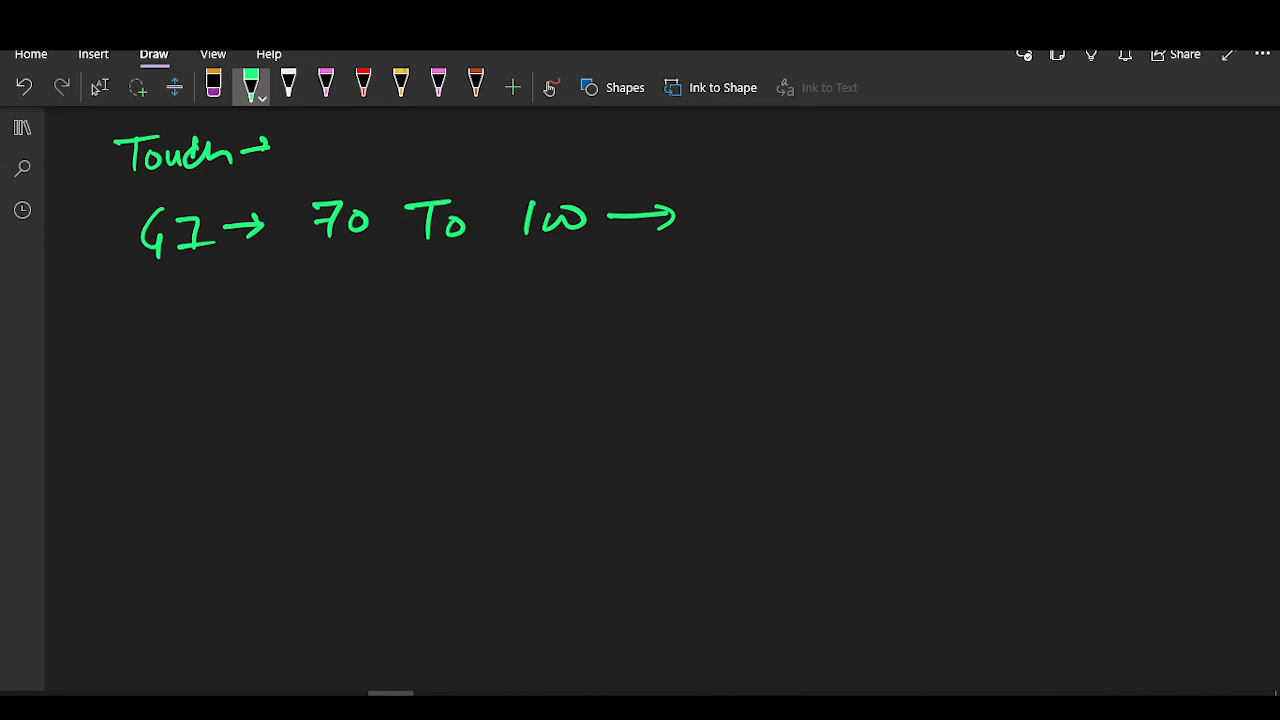 Home Insert Draw View Help Share
Shapes Ink to Shape Ink to Text
Touch →
GI → 70 To 100 →